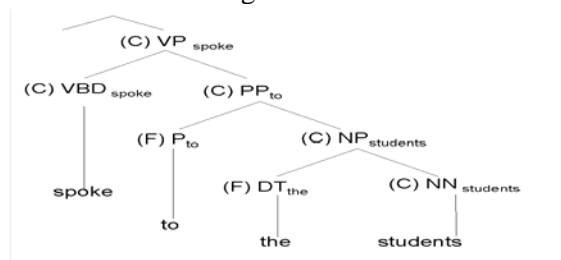 (C) VP spoke
(C) VBD spoke (C) PP to
(F) P to (C) NP students
(F) DT the (C) NN students
spoke
to
the students